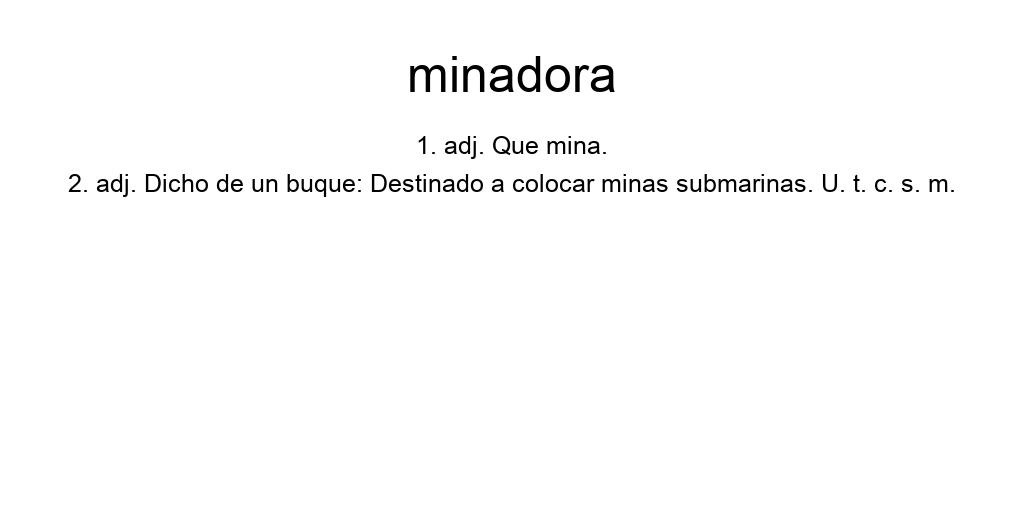 minadora
1. adj. Que mina.
2. adj. Dicho de un buque: Destinado a colocar minas submarinas. U. t. c. s. m.